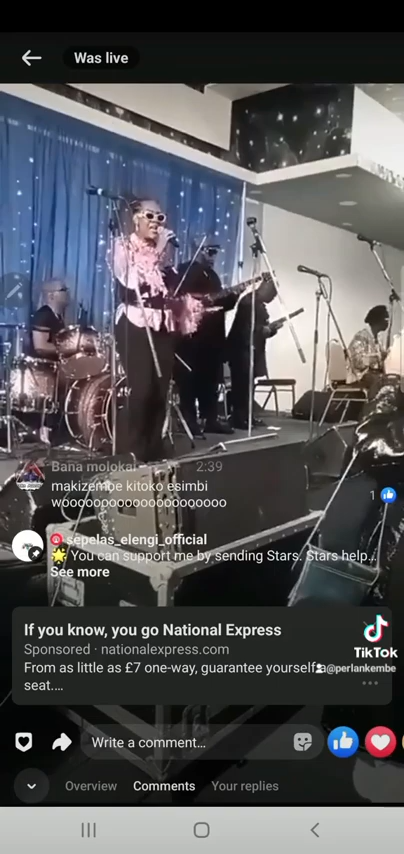 Was live
Bana molokai 2:39
makizempe kitoko esimbi
woooooooooooooooooooooo
1
sepelas_elengi_official
🌟 You can support me by sending Stars. Stars help...
See more
If you know, you go National Express
Sponsored · nationalexpress.com
From as little as £7 one-way, guarantee yourself a
seat....
TikTok
@perlankembe
Write a comment...
Overview Comments Your replies